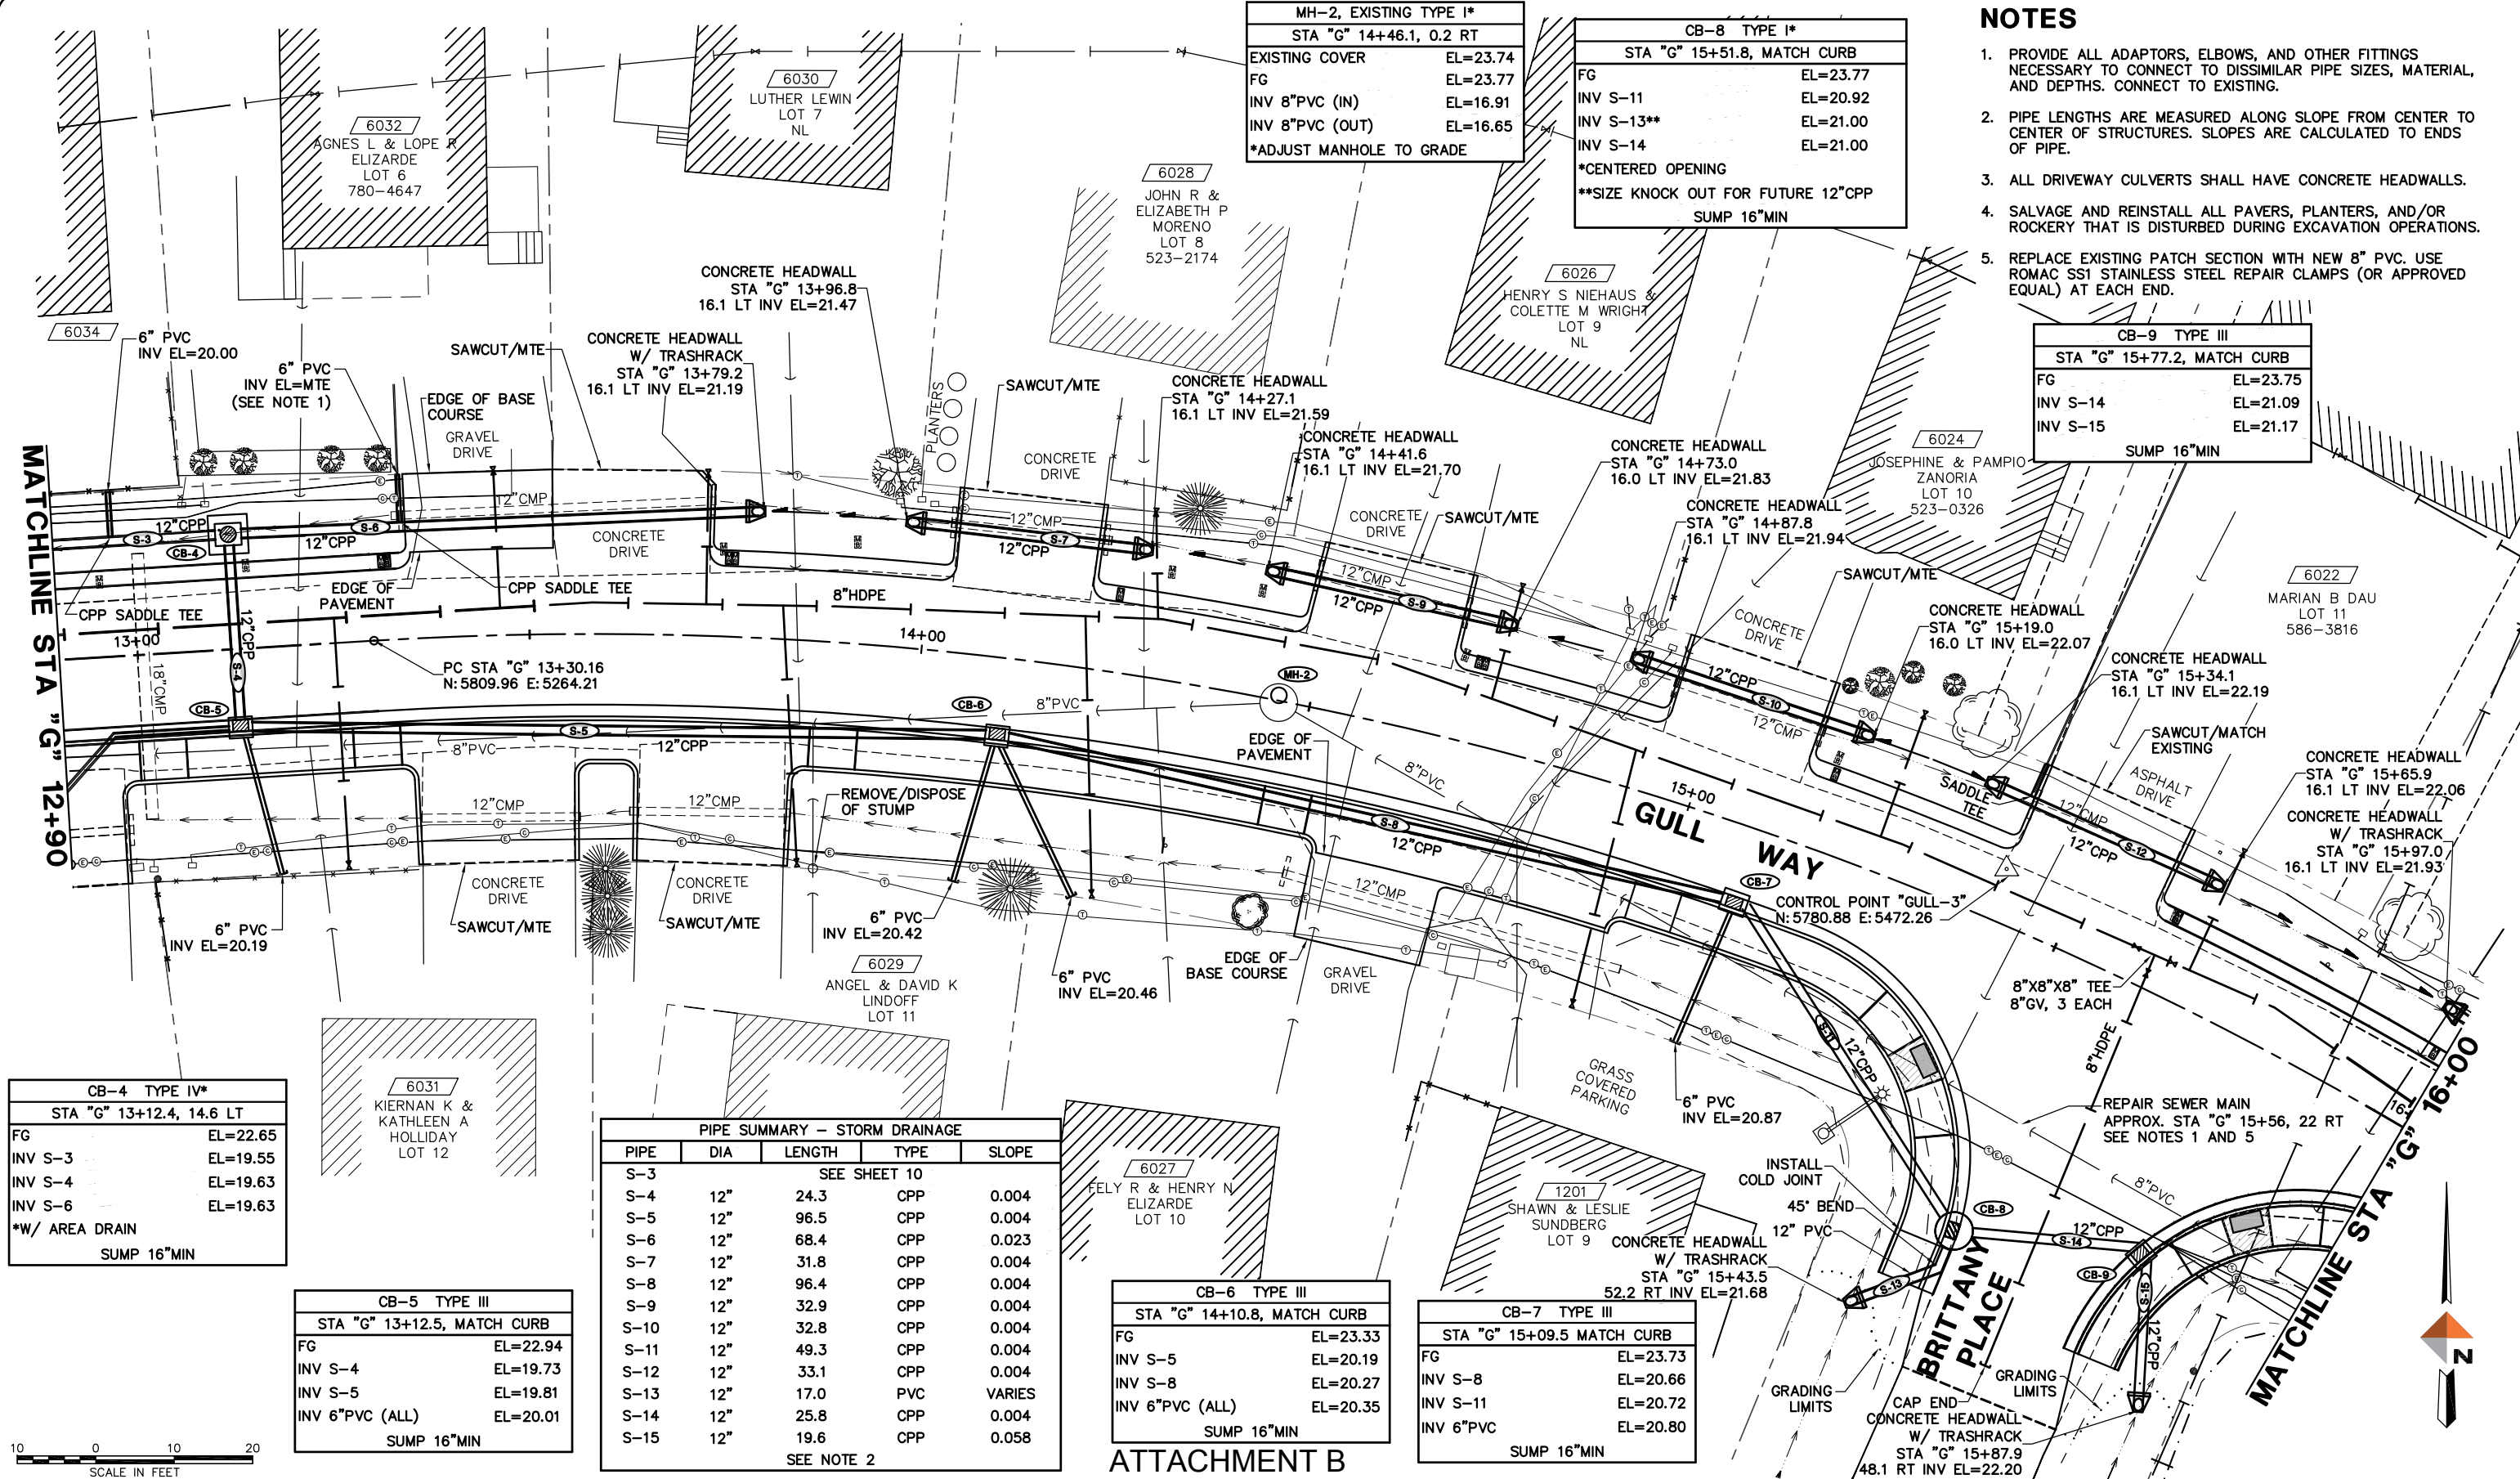 MH-2, EXISTING TYPE I*
STA "G" 14+46.1, 0.2 RT
EXISTING COVER EL=23.74
FG EL=23.77
INV 8"PVC (IN) EL=16.91
INV 8"PVC (OUT) EL=16.65
*ADJUST MANHOLE TO GRADE
CB-8 TYPE I*
STA "G" 15+51.8, MATCH CURB
FG EL=23.77
INV S-11 EL=20.92
INV S-13** EL=21.00
INV S-14 EL=21.00
*CENTERED OPENING
**SIZE KNOCK OUT FOR FUTURE 12"CPP
SUMP 16"MIN
NOTES
1. PROVIDE ALL ADAPTORS, ELBOWS, AND OTHER FITTINGS
NECESSARY TO CONNECT TO DISSIMILAR PIPE SIZES, MATERIAL,
AND DEPTHS. CONNECT TO EXISTING.
2. PIPE LENGTHS ARE MEASURED ALONG SLOPE FROM CENTER TO
CENTER OF STRUCTURES. SLOPES ARE CALCULATED TO ENDS
OF PIPE.
3. ALL DRIVEWAY CULVERTS SHALL HAVE CONCRETE HEADWALLS.
4. SALVAGE AND REINSTALL ALL PAVERS, PLANTERS, AND/OR
ROCKERY THAT IS DISTURBED DURING EXCAVATION OPERATIONS.
5. REPLACE EXISTING PATCH SECTION WITH NEW 8" PVC. USE
ROMAC SS1 STAINLESS STEEL REPAIR CLAMPS (OR APPROVED
EQUAL) AT EACH END.
CB-9 TYPE III
STA "G" 15+77.2, MATCH CURB
FG EL=23.75
INV S-14 EL=21.09
INV S-15 EL=21.17
SUMP 16"MIN
6032
AGNES L & LOPE R
ELIZARDE
LOT 6
780-4647
6030
LUTHER LEWIN
LOT 7
NL
6028
JOHN R &
ELIZABETH P
MORENO
LOT 8
523-2174
6026
HENRY S NIEHAUS &
COLETTE M WRIGHT
LOT 9
NL
6024
JOSEPHINE & PAMPIO
ZANORIA
LOT 10
523-0326
6022
MARIAN B DAU
LOT 11
586-3816
6034
6" PVC
INV EL=20.00
6" PVC
INV EL=MTE
(SEE NOTE 1)
SAWCUT/MTE
EDGE OF BASE
COURSE
GRAVEL
DRIVE
CONCRETE HEADWALL
W/ TRASHRACK
STA "G" 13+79.2
16.1 LT INV EL=21.19
CONCRETE HEADWALL
STA "G" 13+96.8
16.1 LT INV EL=21.47
PLANTERS
SAWCUT/MTE
CONCRETE
DRIVE
CONCRETE HEADWALL
STA "G" 14+27.1
16.1 LT INV EL=21.59
CONCRETE HEADWALL
STA "G" 14+41.6
16.1 LT INV EL=21.70
CONCRETE
DRIVE
SAWCUT/MTE
CONCRETE HEADWALL
STA "G" 14+73.0
16.0 LT INV EL=21.83
CONCRETE HEADWALL
STA "G" 14+87.8
16.1 LT INV EL=21.94
SAWCUT/MTE
CONCRETE
DRIVE
CONCRETE HEADWALL
STA "G" 15+19.0
16.0 LT INV EL=22.07
CONCRETE HEADWALL
STA "G" 15+34.1
16.1 LT INV EL=22.19
SAWCUT/MATCH
EXISTING
ASPHALT
DRIVE
CONCRETE HEADWALL
STA "G" 15+65.9
16.1 LT INV EL=22.06
CONCRETE HEADWALL
W/ TRASHRACK
STA "G" 15+97.0
16.1 LT INV EL=21.93
MATCHLINE STA "G" 12+90
12"CPP
S-3
CB-4
S-6
12"CPP
12"CMP
CONCRETE
DRIVE
CPP SADDLE TEE
EDGE OF
PAVEMENT
CPP SADDLE TEE
8"HDPE
12"CMP
S-7
12"CPP
12"CMP
S-9
12"CPP
12"CPP
S-10
12"CMP
SADDLE
TEE
12"CMP
S-12
12"CPP
13+00
14+00
15+00
18"CMP
12"CPP
S-4
PC STA "G" 13+30.16
N:5809.96 E:5264.21
CB-5
S-5
8"PVC
12"CPP
CB-6
8"PVC
MH-2
EDGE OF
PAVEMENT
8"PVC
GULL WAY
S-8
12"CPP
CB-7
CONTROL POINT "GULL-3"
N:5780.88 E:5472.26
12"CMP
12"CMP
REMOVE/DISPOSE
OF STUMP
12"CMP
CONCRETE
DRIVE
SAWCUT/MTE
CONCRETE
DRIVE
SAWCUT/MTE
6" PVC
INV EL=20.19
6" PVC
INV EL=20.42
6029
ANGEL & DAVID K
LINDOFF
LOT 11
6" PVC
INV EL=20.46
EDGE OF
BASE COURSE
GRAVEL
DRIVE
8"X8"X8" TEE
8"GV, 3 EACH
8"HDPE
S-11
12"CPP
GRASS
COVERED
PARKING
6" PVC
INV EL=20.87
REPAIR SEWER MAIN
APPROX. STA "G" 15+56, 22 RT
SEE NOTES 1 AND 5
8"PVC
MATCHLINE STA "G" 16+00
INSTALL
COLD JOINT
45° BEND
12" PVC
CB-8
12"CPP
S-14
CB-9
S-15
12"CPP
S-13
CONCRETE HEADWALL
W/ TRASHRACK
STA "G" 15+43.5
52.2 RT INV EL=21.68
BRITTANY
PLACE
GRADING
LIMITS
GRADING
LIMITS
CAP END
CONCRETE HEADWALL
W/ TRASHRACK
STA "G" 15+87.9
48.1 RT INV EL=22.20
6031
KIERNAN K &
KATHLEEN A
HOLLIDAY
LOT 12
6027
FELY R & HENRY N
ELIZARDE
LOT 10
1201
SHAWN & LESLIE
SUNDBERG
LOT 9
CB-4 TYPE IV*
STA "G" 13+12.4, 14.6 LT
FG EL=22.65
INV S-3 EL=19.55
INV S-4 EL=19.63
INV S-6 EL=19.63
*W/ AREA DRAIN
SUMP 16"MIN
CB-5 TYPE III
STA "G" 13+12.5, MATCH CURB
FG EL=22.94
INV S-4 EL=19.73
INV S-5 EL=19.81
INV 6"PVC (ALL) EL=20.01
SUMP 16"MIN
PIPE SUMMARY - STORM DRAINAGE
PIPE DIA LENGTH TYPE SLOPE
S-3 SEE SHEET 10
S-4 12" 24.3 CPP 0.004
S-5 12" 96.5 CPP 0.004
S-6 12" 68.4 CPP 0.023
S-7 12" 31.8 CPP 0.004
S-8 12" 96.4 CPP 0.004
S-9 12" 32.9 CPP 0.004
S-10 12" 32.8 CPP 0.004
S-11 12" 49.3 CPP 0.004
S-12 12" 33.1 CPP 0.004
S-13 12" 17.0 PVC VARIES
S-14 12" 25.8 CPP 0.004
S-15 12" 19.6 CPP 0.058
SEE NOTE 2
CB-6 TYPE III
STA "G" 14+10.8, MATCH CURB
FG EL=23.33
INV S-5 EL=20.19
INV S-8 EL=20.27
INV 6"PVC (ALL) EL=20.35
SUMP 16"MIN
CB-7 TYPE III
STA "G" 15+09.5 MATCH CURB
FG EL=23.73
INV S-8 EL=20.66
INV S-11 EL=20.72
INV 6"PVC EL=20.80
SUMP 16"MIN
ATTACHMENT B
10 0 10 20
SCALE IN FEET
N